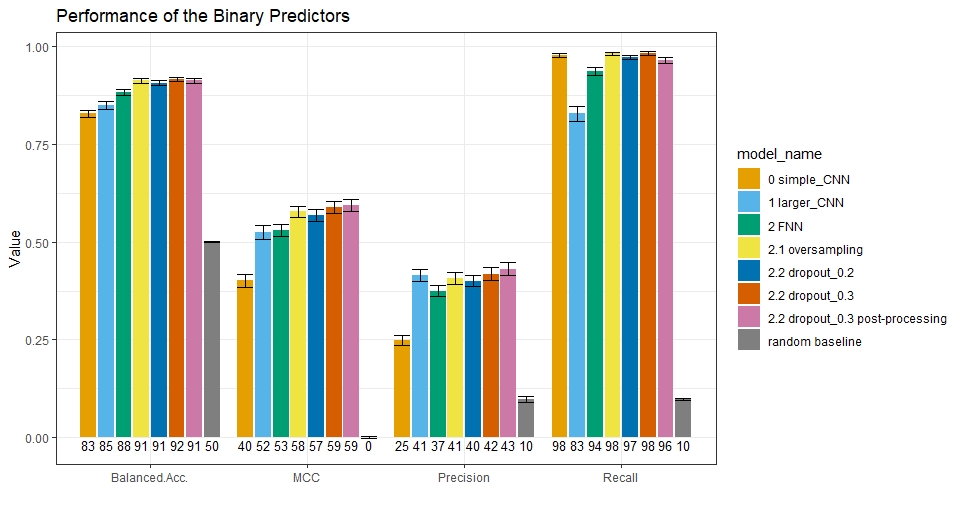 Performance of the Binary Predictors
1.00
0.75
0.50
0.25
0.00
Value
83 85 88 91 91 92 91 50 40 52 53 58 57 59 59 0 25 41 37 41 40 42 43 10 98 83 94 98 97 98 96 10
Balanced.Acc. MCC Precision Recall
model_name
0 simple_CNN
1 larger_CNN
2 FNN
2.1 oversampling
2.2 dropout_0.2
2.2 dropout_0.3
2.2 dropout_0.3 post-processing
random baseline